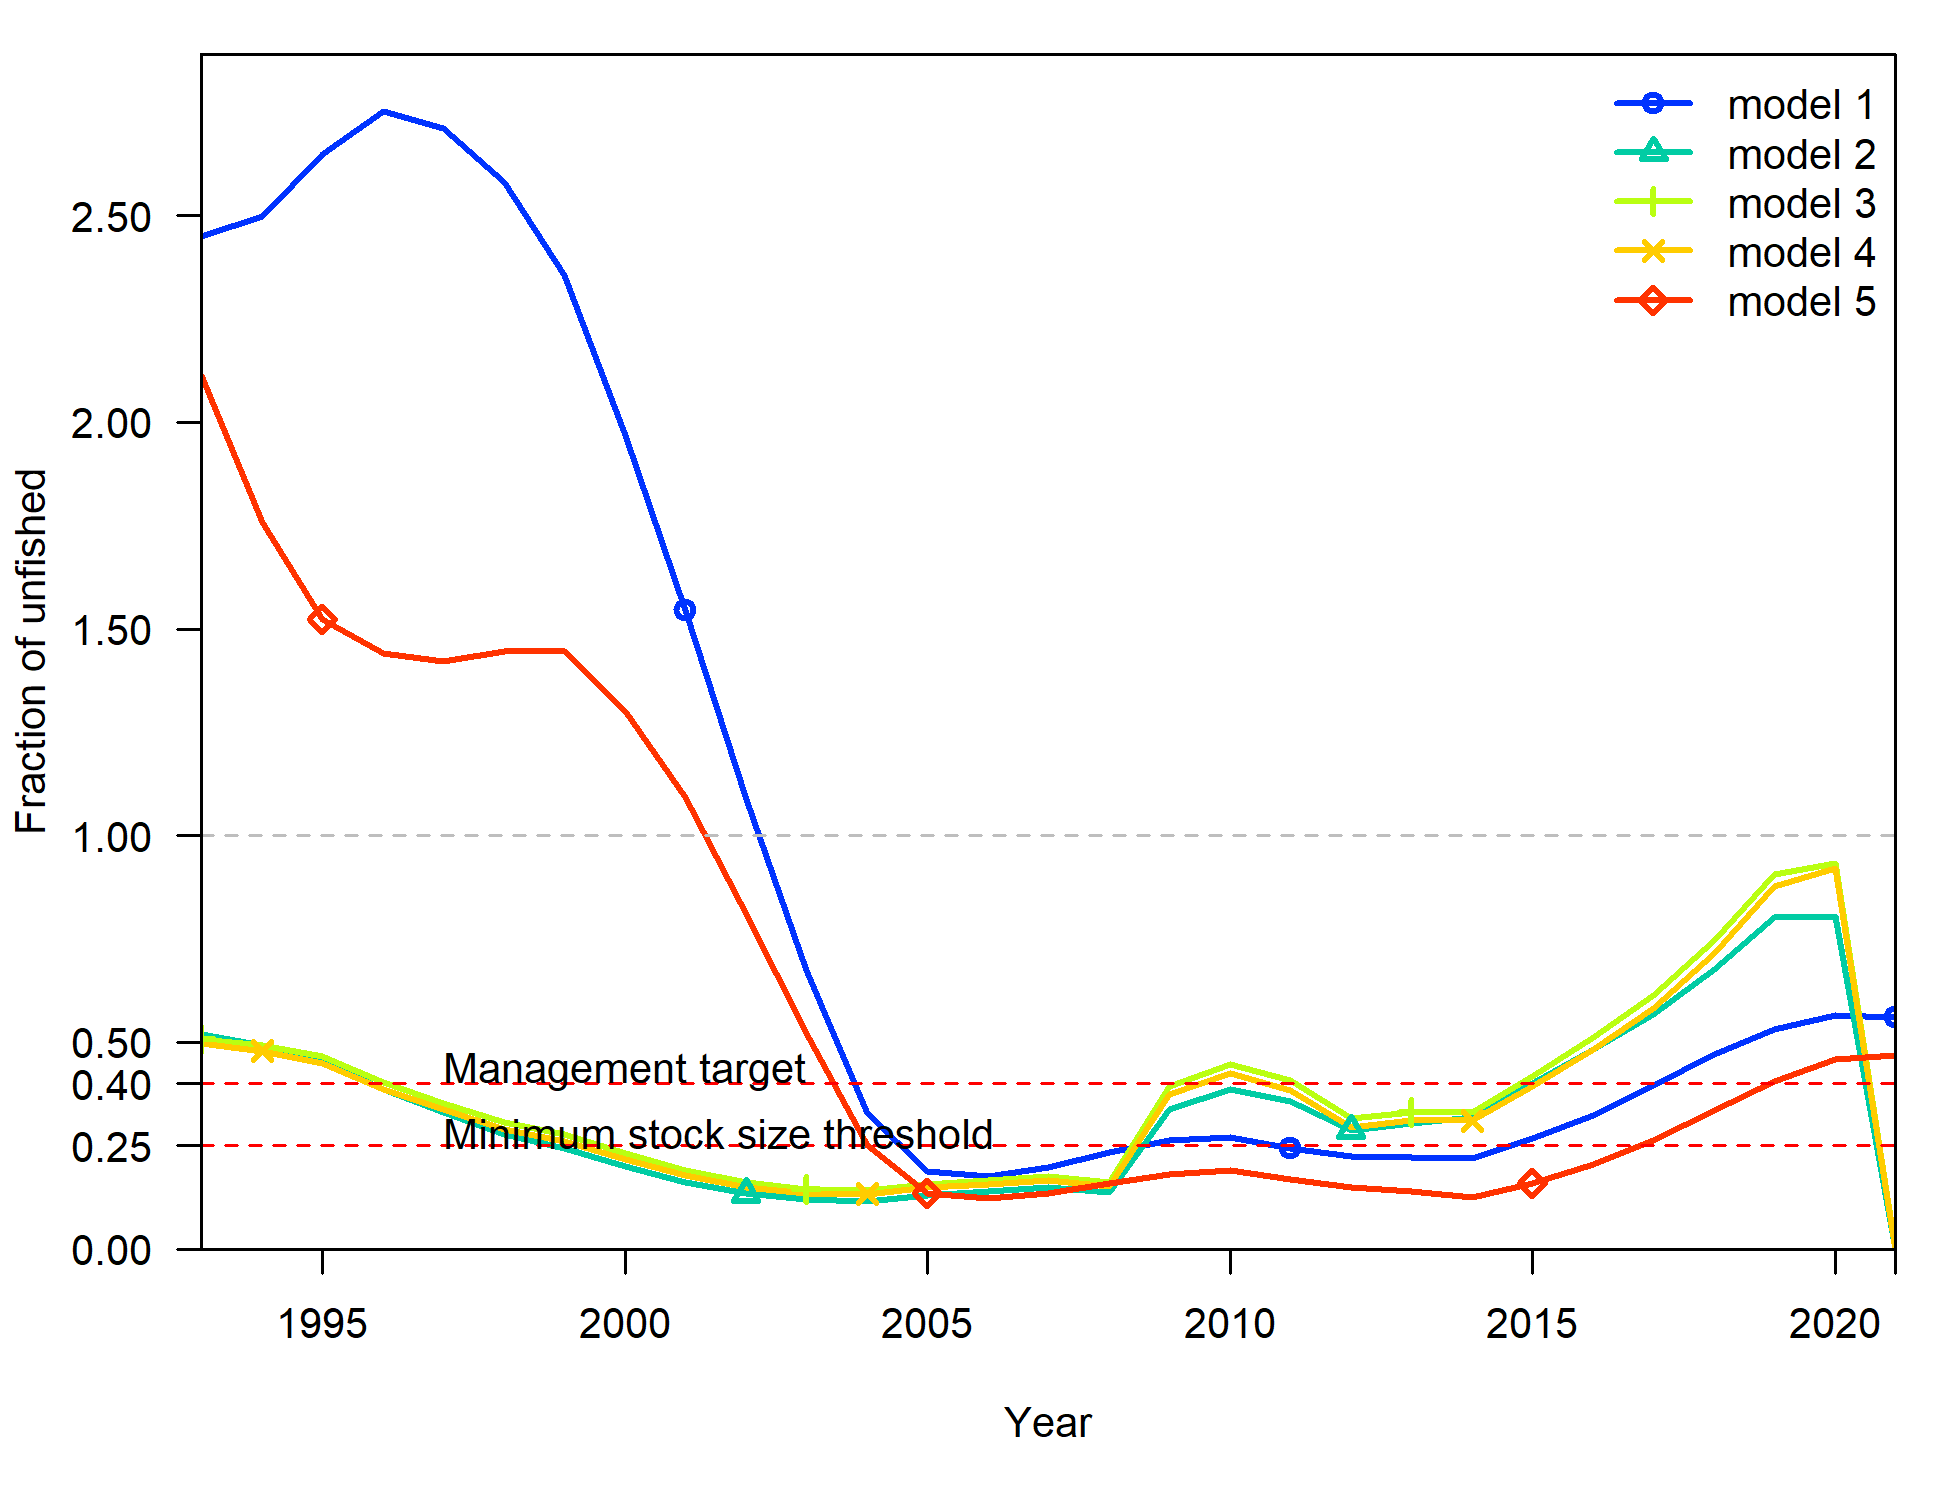 model 1
model 2
model 3
model 4
model 5
Fraction of unfished
2.50
2.00
1.50
1.00
0.50
0.40
0.25
0.00
Management target
Minimum stock size threshold
1995
2000
2005
2010
2015
2020
Year